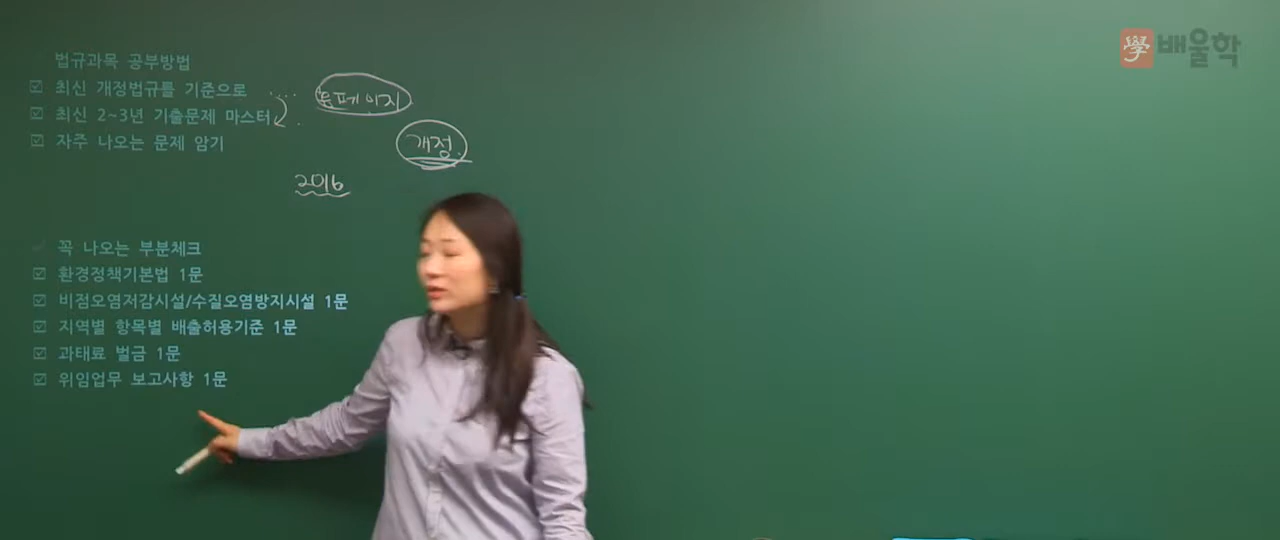 學 배울학
법규과목 공부방법
최신 개정법규를 기준으로
홈페이지
최신 2~3년 기출문제 마스터
개정
자주 나오는 문제 암기
2016
꼭 나오는 부분체크
환경정책기본법 1문
비점오염저감시설/수질오염방지시설 1문
지역별 항목별 배출허용기준 1문
과태료 벌금 1문
위임업무 보고사항 1문